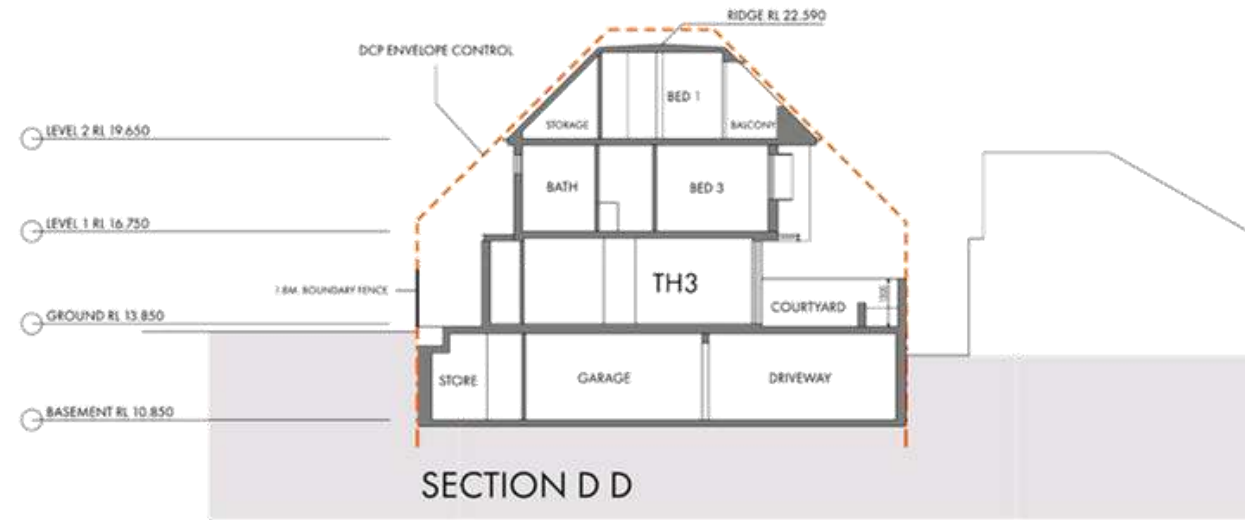 RIDGE RL 22.590
DCP ENVELOPE CONTROL
BED 1
STORAGE
BALCONY
LEVEL 2 RL 19.650
BATH
BED 3
LEVEL 1 RL 16.750
TH3
1.8M. BOUNDARY FENCE
COURTYARD
GROUND RL 13.850
STORE
GARAGE
DRIVEWAY
BASEMENT RL 10.850
SECTION D D